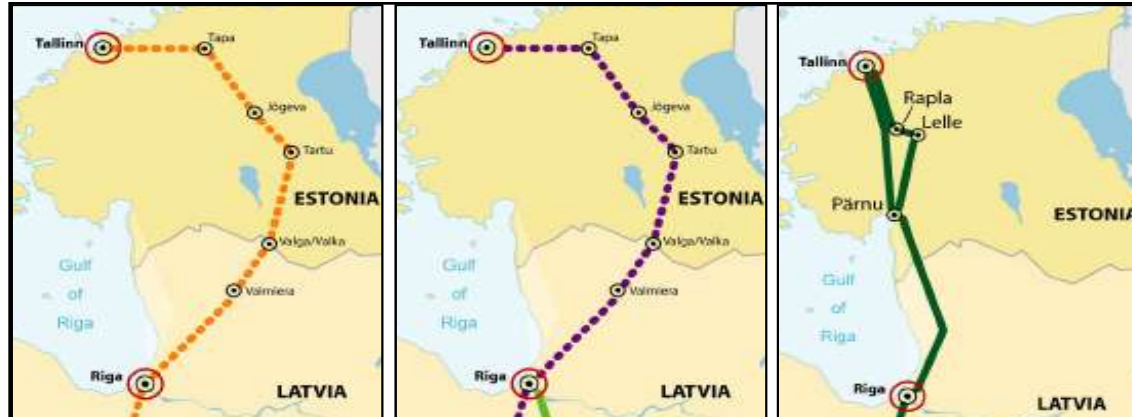 Tallinn
Tapa
Jõgeva
Tartu
ESTONIA
Valga/Valka
Gulf
of
Riga
Valmiera
Riga
LATVIA
Tallinn
Tapa
Jõgeva
Tartu
ESTONIA
Valga/Valka
Gulf
of
Riga
Valmiera
Riga
LATVIA
Tallinn
Rapla
Lelle
Pärnu
ESTONIA
Gulf
of
Riga
Riga
LATVIA